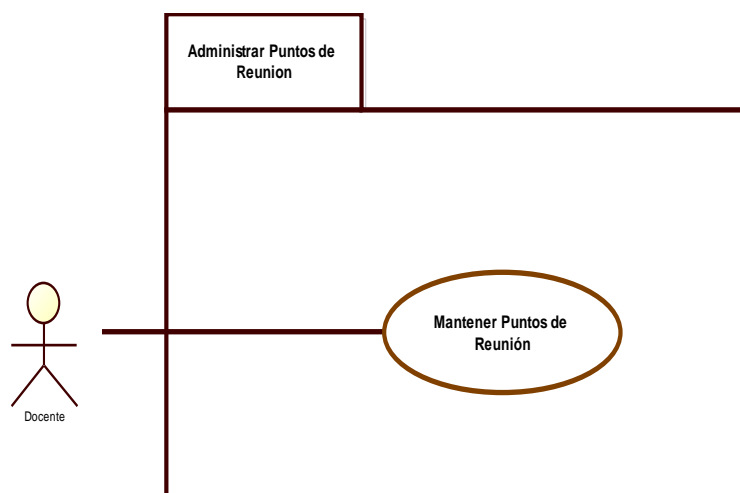 Administrar Puntos de
Reunion
Mantener Puntos de
Reunión
Docente